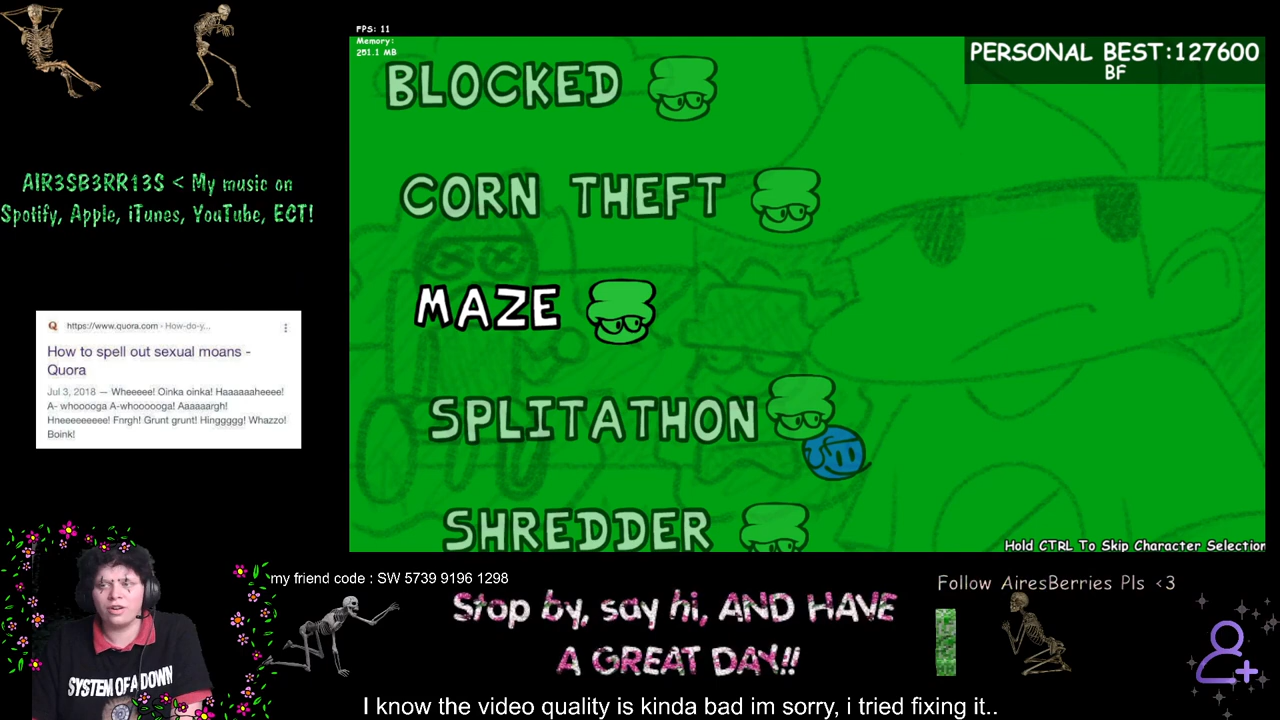 FPS: 11
Memory:
251.1 MB
PERSONAL BEST:127600
BF
BLOCKED
CORN THEFT
MAZE
SPLITATHON
SHREDDER
Hold CTRL To Skip Character Selection
AIR3SB3RR13S < My music on
Spotify, Apple, iTunes, YouTube, ECT!
https://www.quora.com › How-do-y...
How to spell out sexual moans -
Quora
Jul 3, 2018 — Wheeeee! Oinka oinka! Haaaaaaheeee!
A- whooooga A-whoooooga! Aaaaaargh!
Hneeeeeeeee! Fnrgh! Grunt grunt! Hinggggg! Whazzo!
Boink!
my friend code : SW 5739 9196 1298
Stop by, say hi, AND HAVE
A GREAT DAY!!
Follow AiresBerries Pls <3
SYSTEM OF A DOWN
I know the video quality is kinda bad im sorry, i tried fixing it..